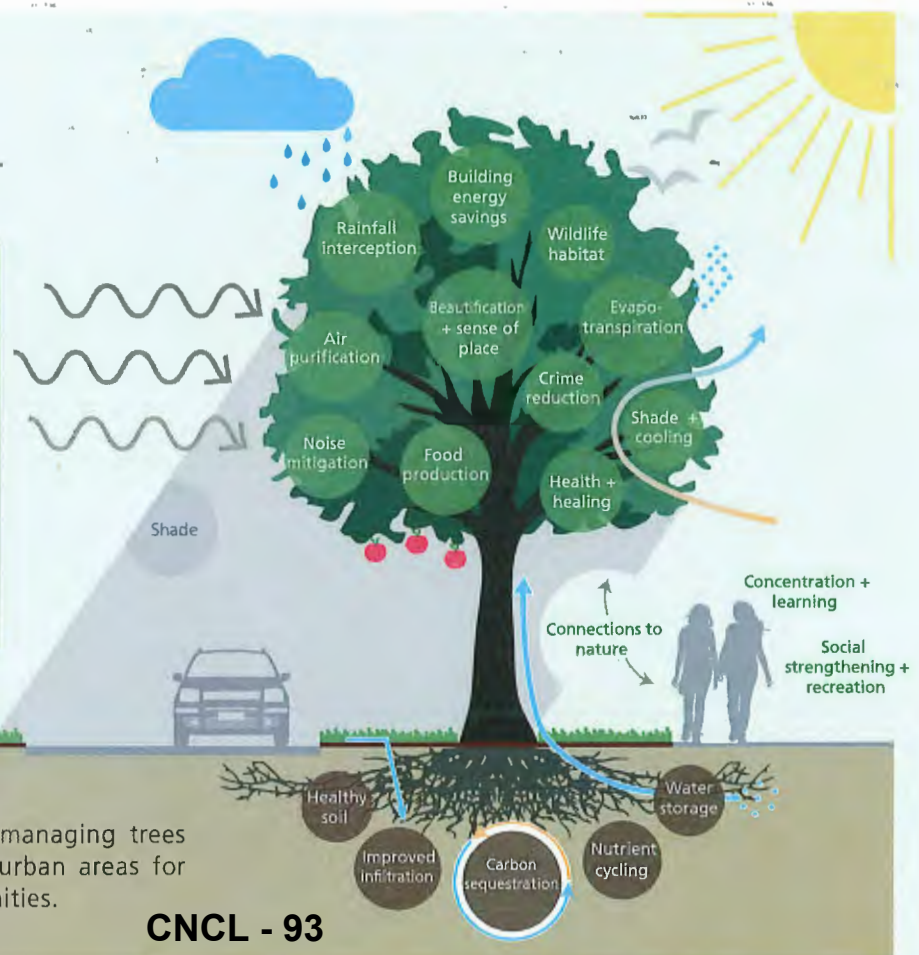 Building
energy
savings
Rainfall
interception
Wildlife
habitat
Beautification
+ sense of
place
Evapo-
transpiration
Air
purification
Crime
reduction
Shade +
cooling
Noise
mitigation
Food
production
Health +
healing
Shade
Concentration +
learning
Connections to
nature
Social
strengthening +
recreation
Healthy
soil
Water
storage
Improved
infiltration
Carbon
sequestration
Nutrient
cycling
managing trees
urban areas for
CNCL - 93